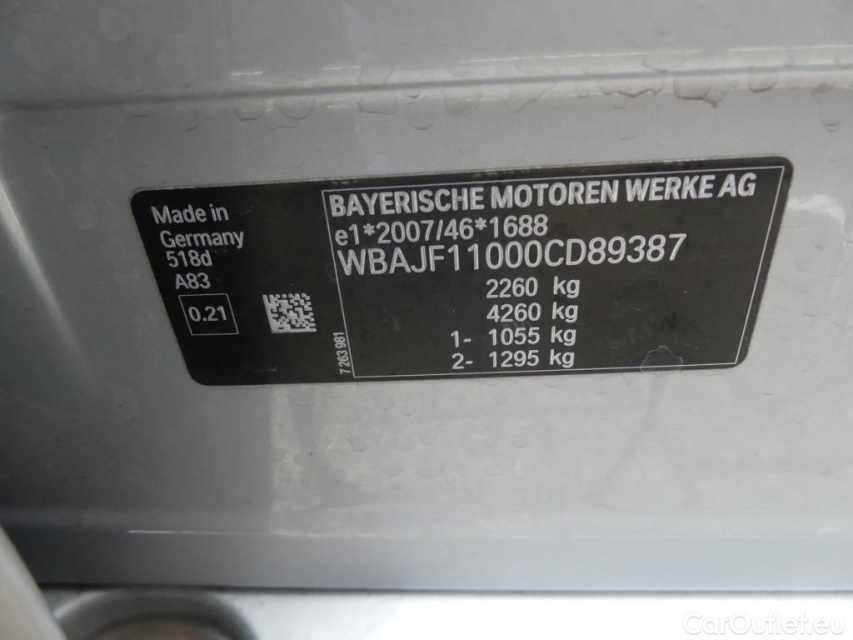 Made in
Germany
518d
A83
0.21
BAYERISCHE MOTOREN WERKE AG
e1*2007/46*1688
WBAJF11000CD89387
2260 kg
4260 kg
1- 1055 kg
2- 1295 kg
7 263 981
CarOutlet.eu